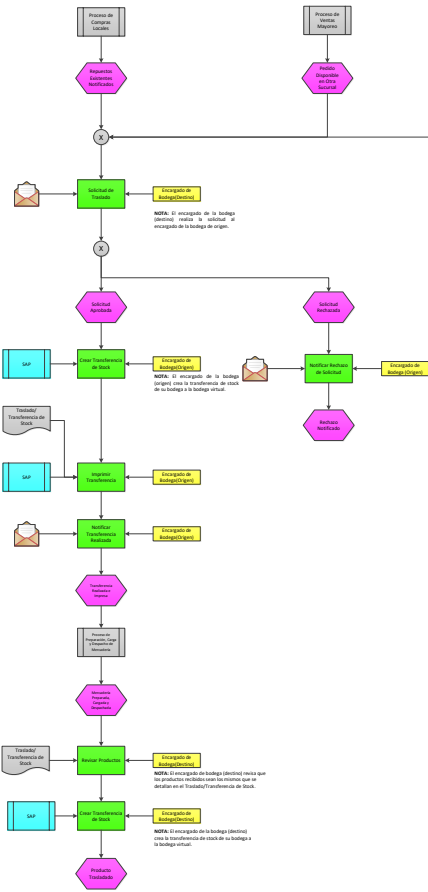 Proceso de
Compras
Locales
Proceso de
Ventas
Mayoreo
Repuestos
Existentes
Notificados
Pedido
Disponible
en Otra
Sucursal
X
Solicitud de
Traslado
Encargado de
Bodega(Destino)
NOTA: El encargado de la bodega
(destino) realiza la solicitud al
encargado de la bodega de origen.
X
Solicitud
Aprobada
Solicitud
Rechazada
SAP
Crear Transferencia
de Stock
Encargado de
Bodega(Origen)
NOTA: El encargado de la bodega
(origen) crea la transferencia de stock
de su bodega a la bodega virtual.
Notificar Rechazo
de Solicitud
Encargado de
Bodega (Origen)
Traslado/
Transferencia de
Stock
Rechazo
Notificado
SAP
Imprimir
Transferencia
Encargado de
Bodega(Origen)
Notificar
Transferencia
Realizada
Encargado de
Bodega(Origen)
Transferencia
Realizada e
Impresa
Proceso de
Preparación, Carga
y Despacho de
Mercadería
Mercadería
Preparada,
Cargada y
Despachada
Traslado/
Transferencia de
Stock
Revisar Productos
Encargado de
Bodega(Destino)
NOTA: El encargado de bodega (destino) revisa que
los productos recibidos sean los mismos que se
detallan en el Traslado/Transferencia de Stock.
SAP
Crear Transferencia
de Stock
Encargado de
Bodega(Destino)
NOTA: El encargado de la bodega (destino)
crea la transferencia de stock de su bodega a
la bodega virtual.
Producto
Trasladado